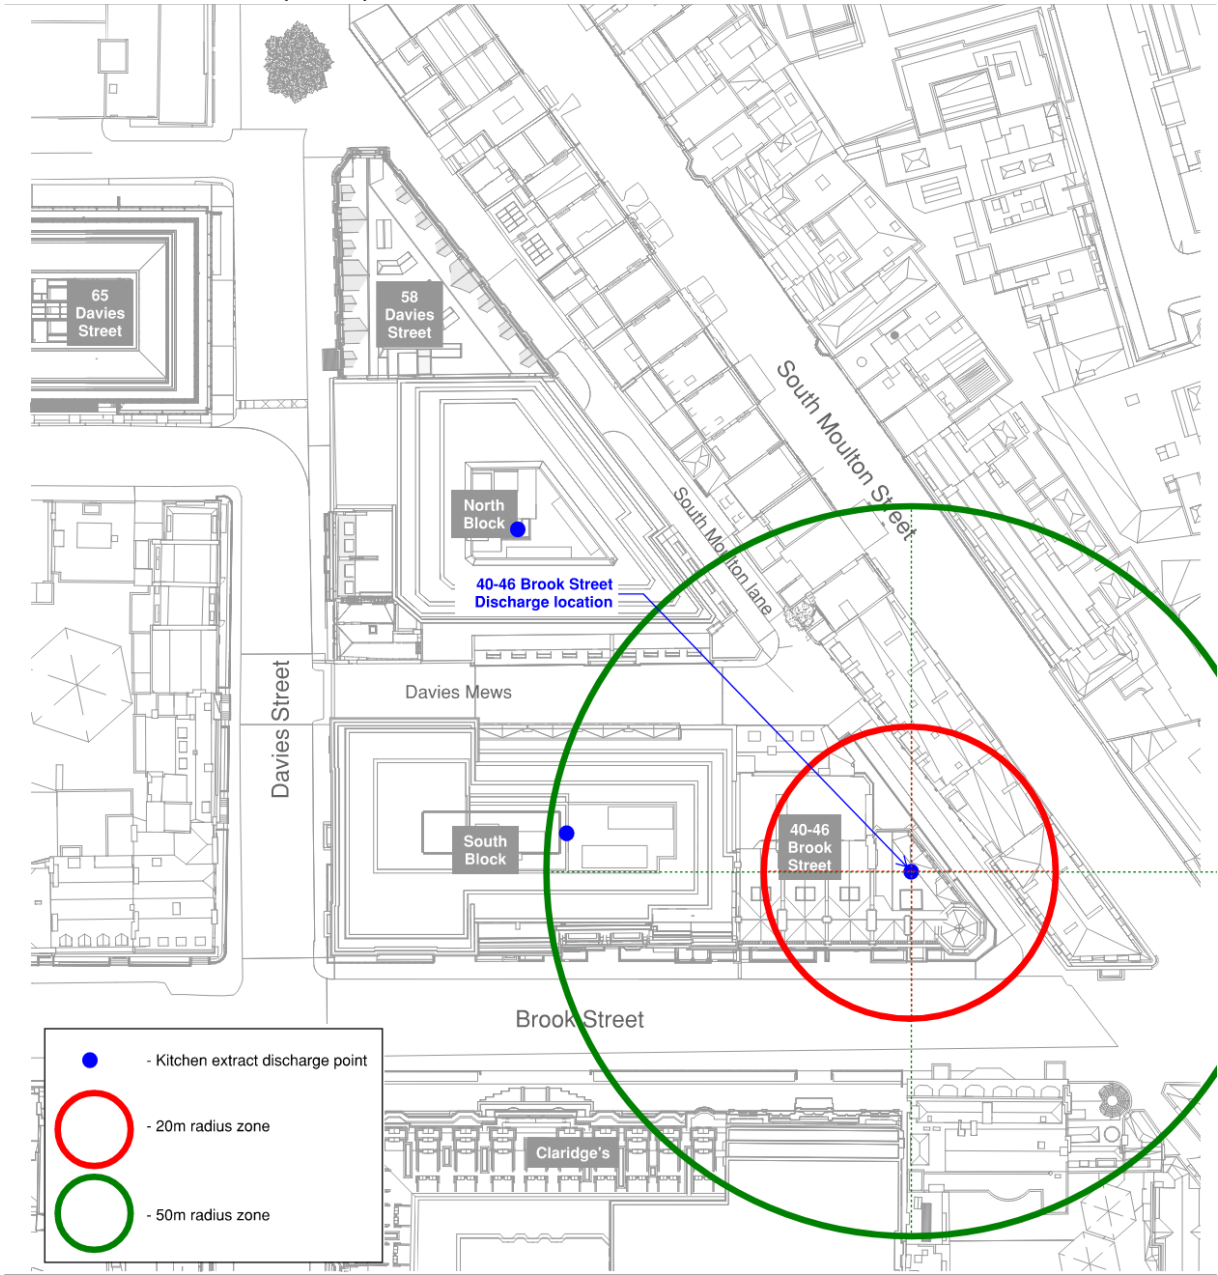 65
Davies
Street
58
Davies
Street
South Moulton Street
North
Block
South Moulton lane
40-46 Brook Street
Discharge location
Davies Street
Davies Mews
South
Block
40-46
Brook
Street
Brook Street
- Kitchen extract discharge point
- 20m radius zone
- 50m radius zone
Claridge's